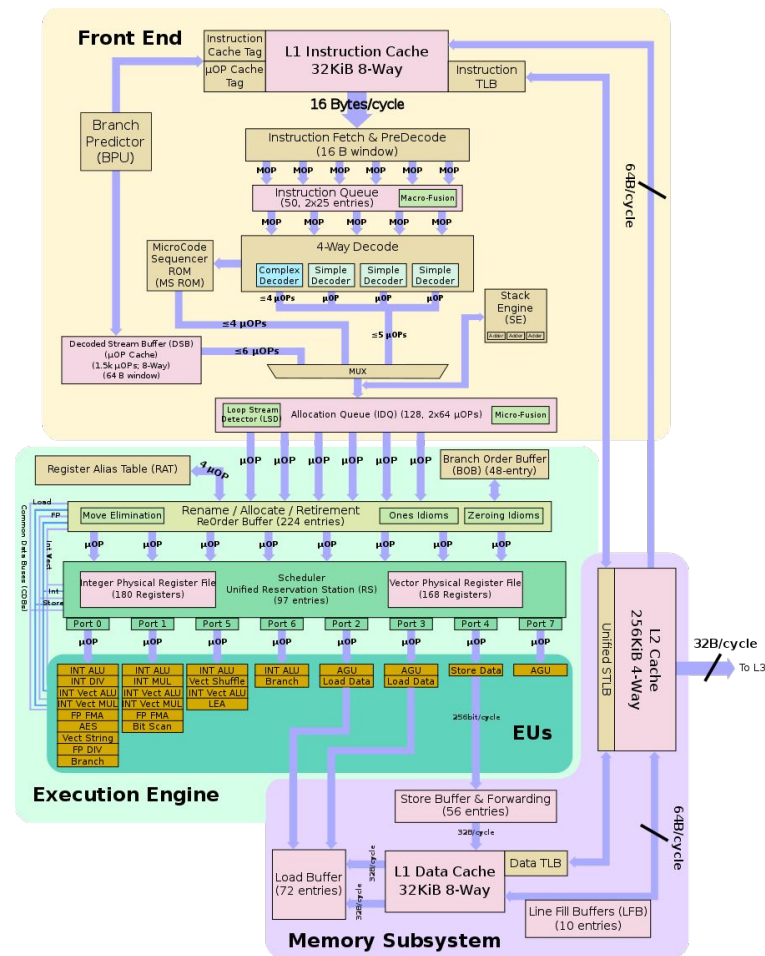 Front End
Instruction
Cache Tag
µOP Cache
Tag
L1 Instruction Cache
32KiB 8-Way
Instruction
TLB
16 Bytes/cycle
Branch
Predictor
(BPU)
Instruction Fetch & PreDecode
(16 B window)
MOP MOP MOP MOP MOP MOP
Instruction Queue
(50, 2x25 entries)
Macro-Fusion
MOP MOP MOP MOP MOP
64B/cycle
MicroCode
Sequencer
ROM
(MS ROM)
4-Way Decode
Complex
Decoder
Simple
Decoder
Simple
Decoder
Simple
Decoder
≤4 µOPs µOP µOP µOP
Stack
Engine
(SE)
Adder Adder Adder
≤4 µOPs
≤5 µOPs
Decoded Stream Buffer (DSB)
(µOP Cache)
(1.5k µOPs; 8-Way)
(64 B window)
≤6 µOPs
MUX
Loop Stream
Detector (LSD)
Allocation Queue (IDQ) (128, 2x64 µOPs)
Micro-Fusion
Register Alias Table (RAT)
4 µOP
µOP µOP µOP µOP µOP µOP
Branch Order Buffer
(BOB) (48-entry)
Load
FP
Common Data Buses (CDBs)
Int Vect
Int
Store
Move Elimination
Rename / Allocate / Retirement
ReOrder Buffer (224 entries)
Ones Idioms
Zeroing Idioms
µOP µOP µOP µOP µOP µOP µOP µOP
Integer Physical Register File
(180 Registers)
Scheduler
Unified Reservation Station (RS)
(97 entries)
Vector Physical Register File
(168 Registers)
Port 0 Port 1 Port 5 Port 6 Port 2 Port 3 Port 4 Port 7
µOP µOP µOP µOP µOP µOP µOP µOP
INT ALU
INT DIV
INT Vect ALU
INT Vect MUL
FP FMA
AES
Vect String
FP DIV
Branch
INT ALU
INT MUL
INT Vect ALU
INT Vect MUL
FP FMA
Bit Scan
INT ALU
Vect Shuffle
INT Vect ALU
LEA
INT ALU
Branch
AGU
Load Data
AGU
Load Data
Store Data
AGU
256bit/cycle
EUs
Execution Engine
Unified STLB
L2 Cache
256KiB 4-Way
32B/cycle
To L3
Store Buffer & Forwarding
(56 entries)
32B/cycle
64B/cycle
Load Buffer
(72 entries)
32B/cycle
32B/cycle
L1 Data Cache
32KiB 8-Way
Data TLB
Line Fill Buffers (LFB)
(10 entries)
Memory Subsystem